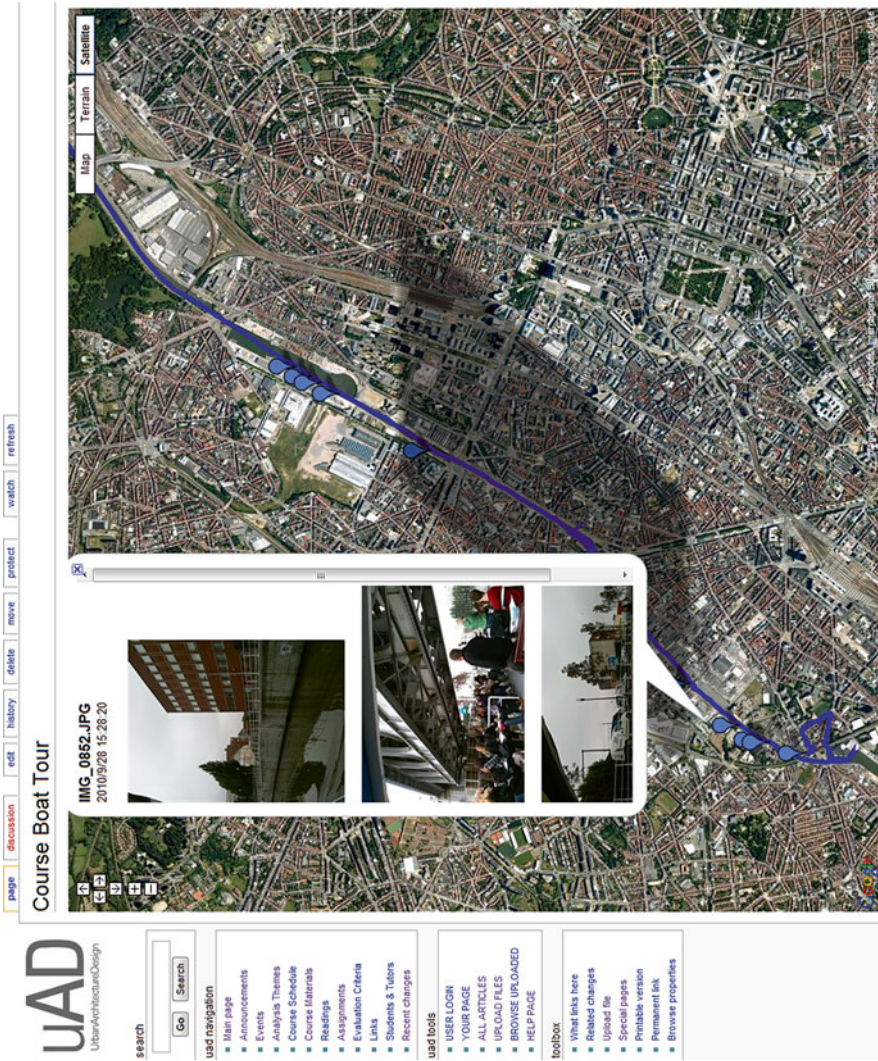 page
discussion
edit
history
delete
move
protect
watch
refresh
uAD
UrbanArchitectureDesign
search
Go
Search
uad navigation
Main page
Announcements
Events
Analysis Themes
Course Schedule
Course Materials
Readings
Assignments
Evaluation Criteria
Links
Students & Tutors
Recent changes
uad tools
USER LOGIN
YOUR PAGE
ALL ARTICLES
UPLOAD FILES
BROWSE UPLOADED
HELP PAGE
toolbox
What links here
Related changes
Upload file
Special pages
Printable version
Permanent link
Browse properties
Course Boat Tour
Map
Terrain
Satellite
IMG_0852.JPG
2010/9/28 15:28:20
Google